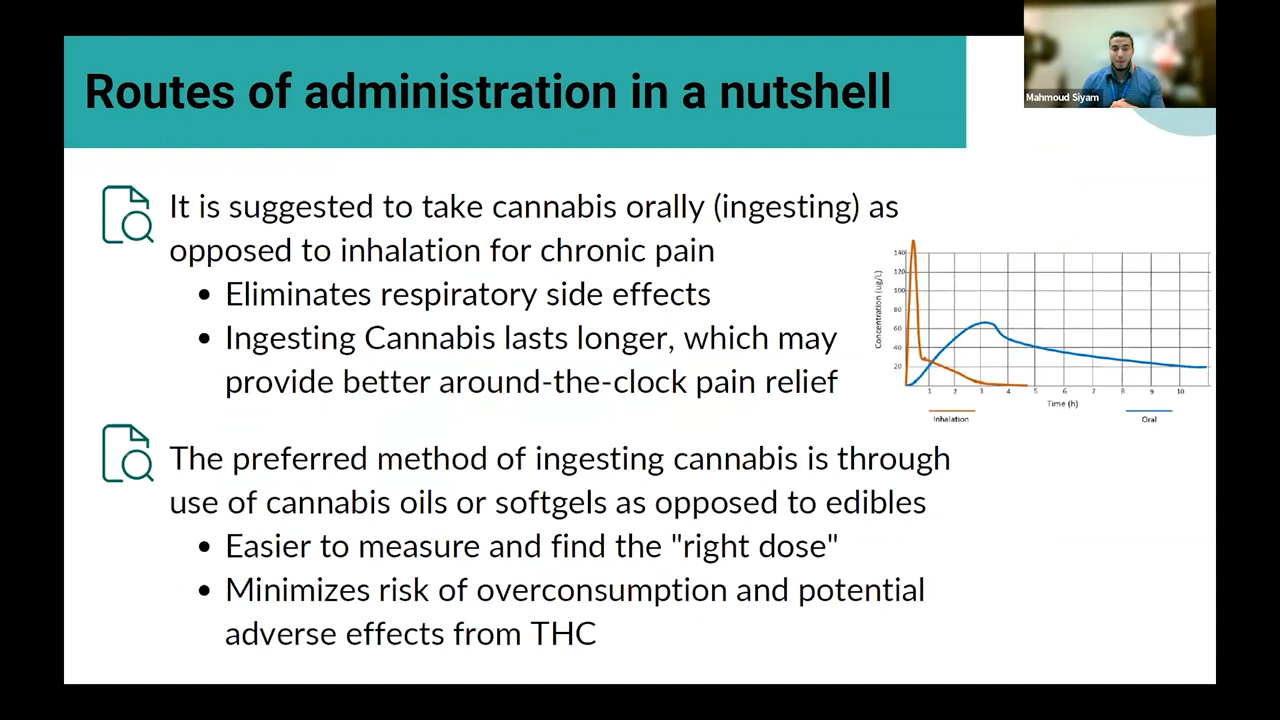 Routes of administration in a nutshell
Mahmoud Siyam
It is suggested to take cannabis orally (ingesting) as
opposed to inhalation for chronic pain
• Eliminates respiratory side effects
• Ingesting Cannabis lasts longer, which may
provide better around-the-clock pain relief
Concentration (ug/L)
140
120
100
80
60
40
20
1 2 3 4 5 6 7 8 9 10
Time (h)
Inhalation Oral
The preferred method of ingesting cannabis is through
use of cannabis oils or softgels as opposed to edibles
• Easier to measure and find the "right dose"
• Minimizes risk of overconsumption and potential
adverse effects from THC